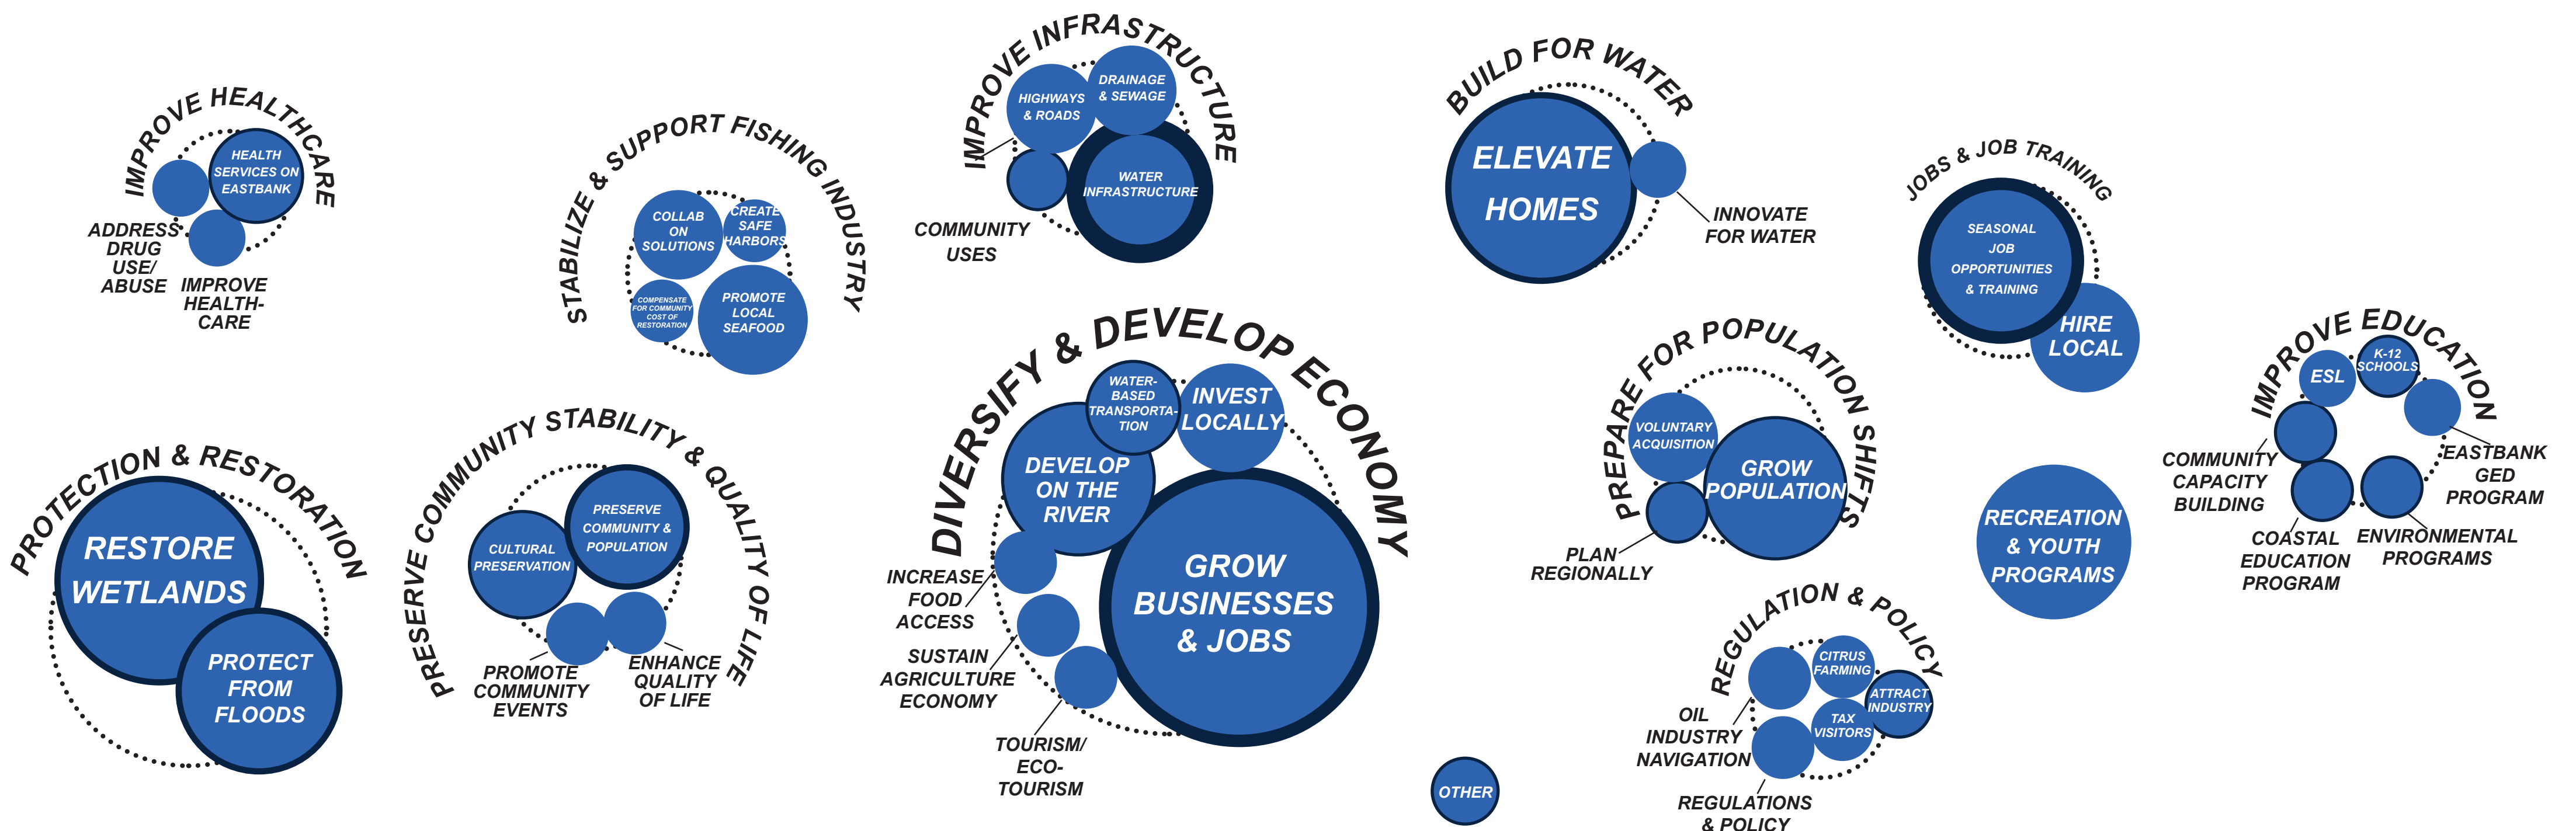 IMPROVE HEALTHCARE
HEALTH
SERVICES ON
EASTBANK
ADDRESS
DRUG
USE/
ABUSE
IMPROVE
HEALTH-
CARE
STABILIZE & SUPPORT FISHING INDUSTRY
COLLAB
ON
SOLUTIONS
CREATE
SAFE
HARBORS
COMPENSATE
FOR COMMUNITY
COST OF
RESTORATION
PROMOTE
LOCAL
SEAFOOD
IMPROVE INFRASTRUCTURE
HIGHWAYS
& ROADS
DRAINAGE
& SEWAGE
WATER
INFRASTRUCTURE
COMMUNITY
USES
BUILD FOR WATER
ELEVATE
HOMES
INNOVATE
FOR WATER
JOBS & JOB TRAINING
SEASONAL
JOB
OPPORTUNITIES
& TRAINING
HIRE
LOCAL
IMPROVE EDUCATION
ESL
K-12
SCHOOLS
COMMUNITY
CAPACITY
BUILDING
EASTBANK
GED
PROGRAM
COASTAL
EDUCATION
PROGRAM
ENVIRONMENTAL
PROGRAMS
PROTECTION & RESTORATION
RESTORE
WETLANDS
PROTECT
FROM
FLOODS
PRESERVE COMMUNITY STABILITY & QUALITY OF LIFE
CULTURAL
PRESERVATION
PRESERVE
COMMUNITY &
POPULATION
PROMOTE
COMMUNITY
EVENTS
ENHANCE
QUALITY
OF LIFE
DIVERSIFY & DEVELOP ECONOMY
WATER-
BASED
TRANSPORTA-
TION
INVEST
LOCALLY
DEVELOP
ON THE
RIVER
GROW
BUSINESSES
& JOBS
INCREASE
FOOD
ACCESS
SUSTAIN
AGRICULTURE
ECONOMY
TOURISM/
ECO-
TOURISM
PREPARE FOR POPULATION SHIFTS
VOLUNTARY
ACQUISITION
GROW
POPULATION
PLAN
REGIONALLY
RECREATION
& YOUTH
PROGRAMS
REGULATION & POLICY
CITRUS
FARMING
ATTRACT
INDUSTRY
TAX
VISITORS
OIL
INDUSTRY
NAVIGATION
REGULATIONS
& POLICY
OTHER